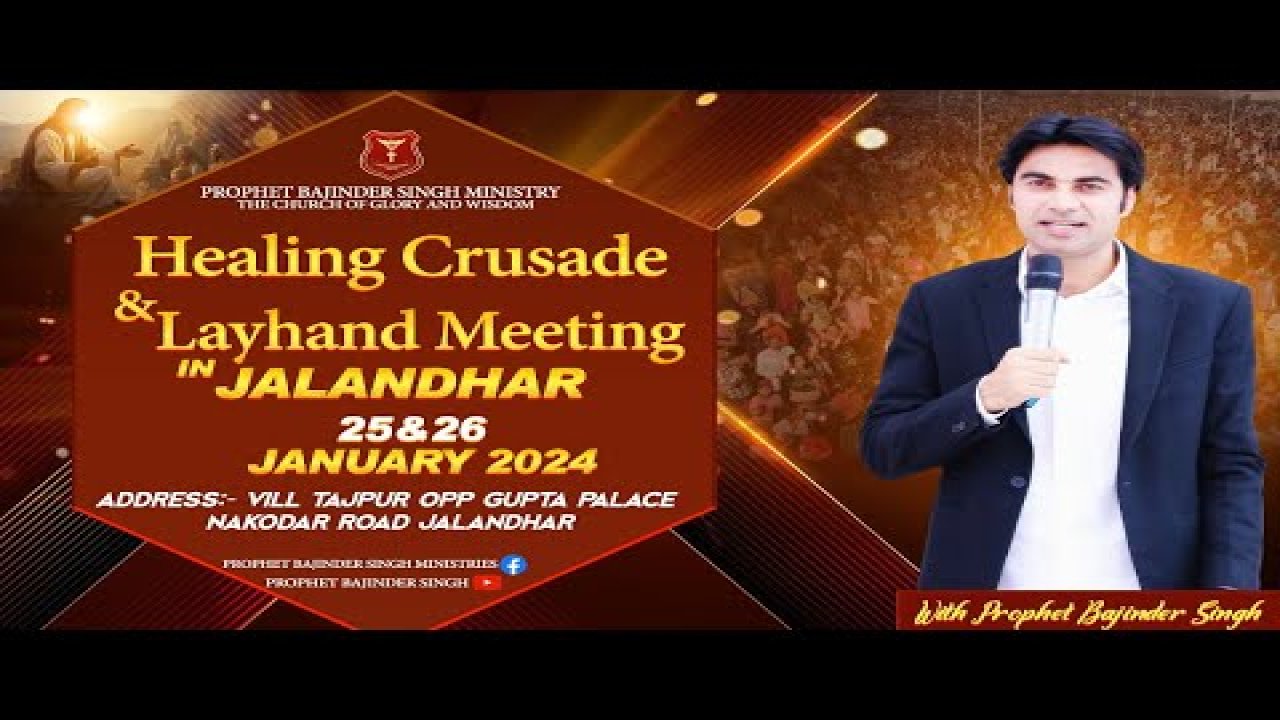 PROPHET BAJINDER SINGH MINISTRY
THE CHURCH OF GLORY AND WISDOM
Healing Crusade
& Layhand Meeting
IN JALANDHAR
25&26
JANUARY 2024
ADDRESS:- VILL TAJPUR OPP GUPTA PALACE
NAKODAR ROAD JALANDHAR
PROPHET BAJINDER SINGH MINISTRIES
PROPHET BAJINDER SINGH
With Prophet Bajinder Singh